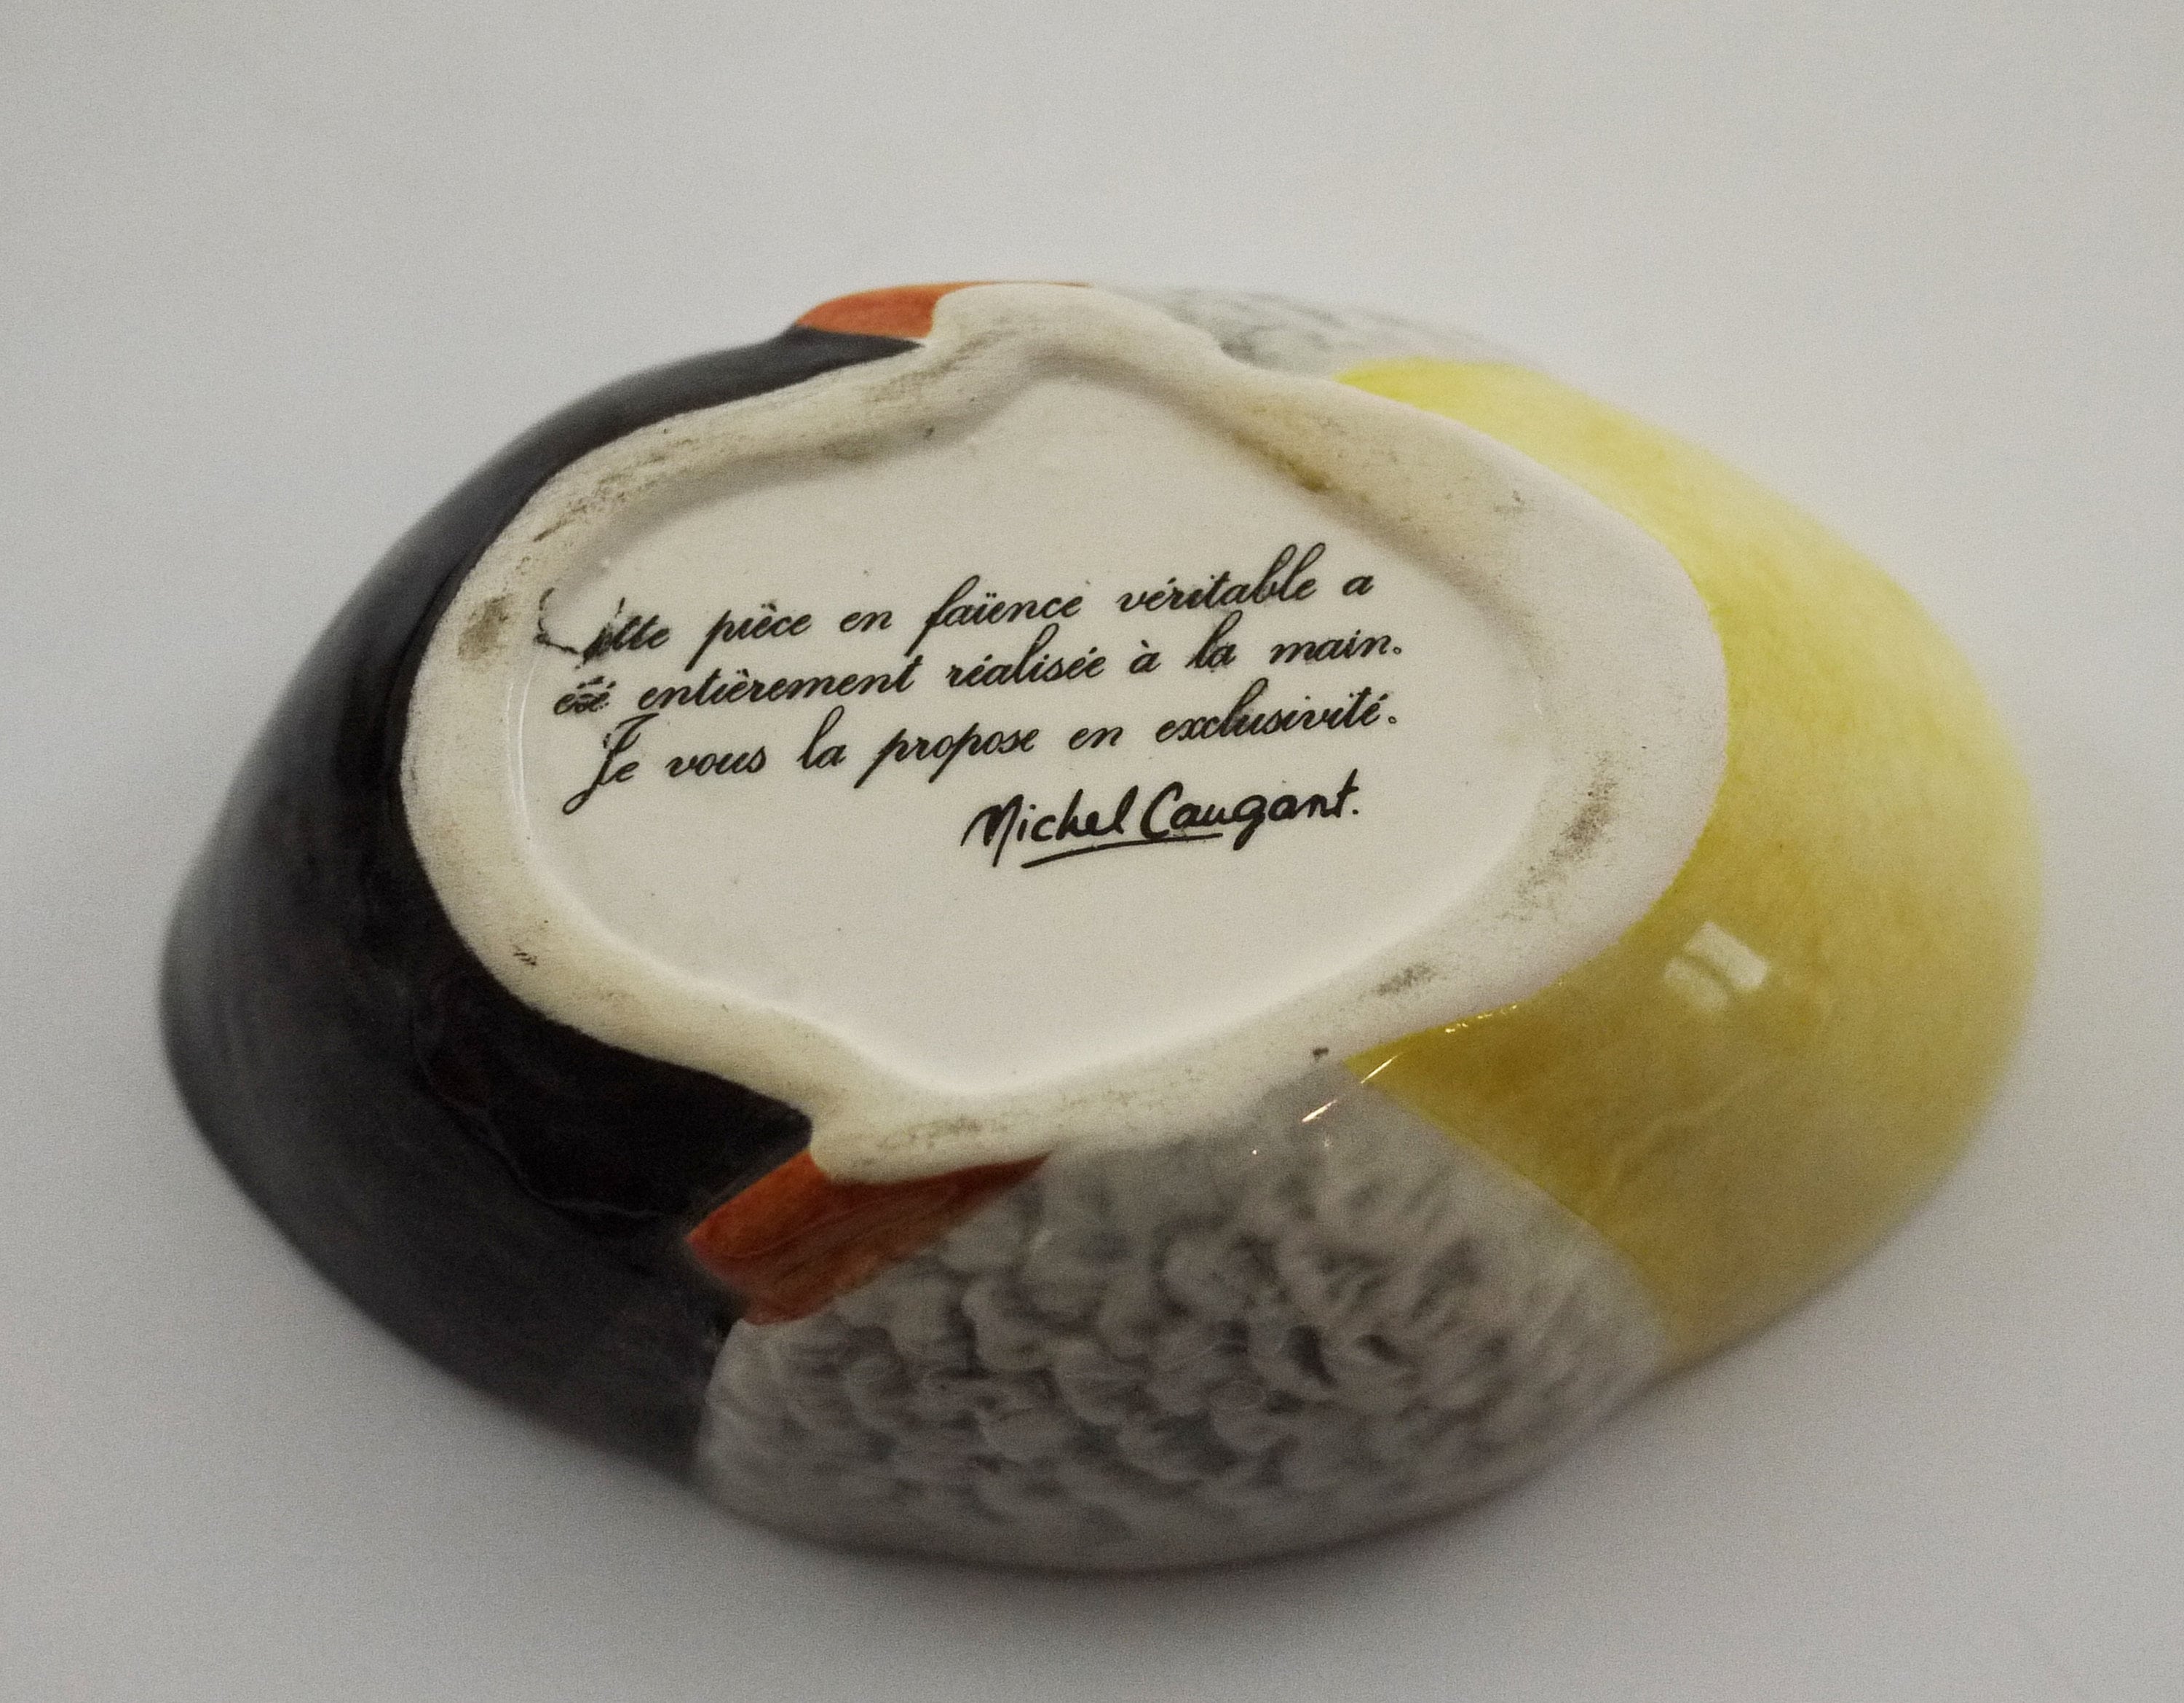 Cette pièce en faïence véritable a
été entièrement réalisée à la main.
Je vous la propose en exclusivité.
Michel Caugant.